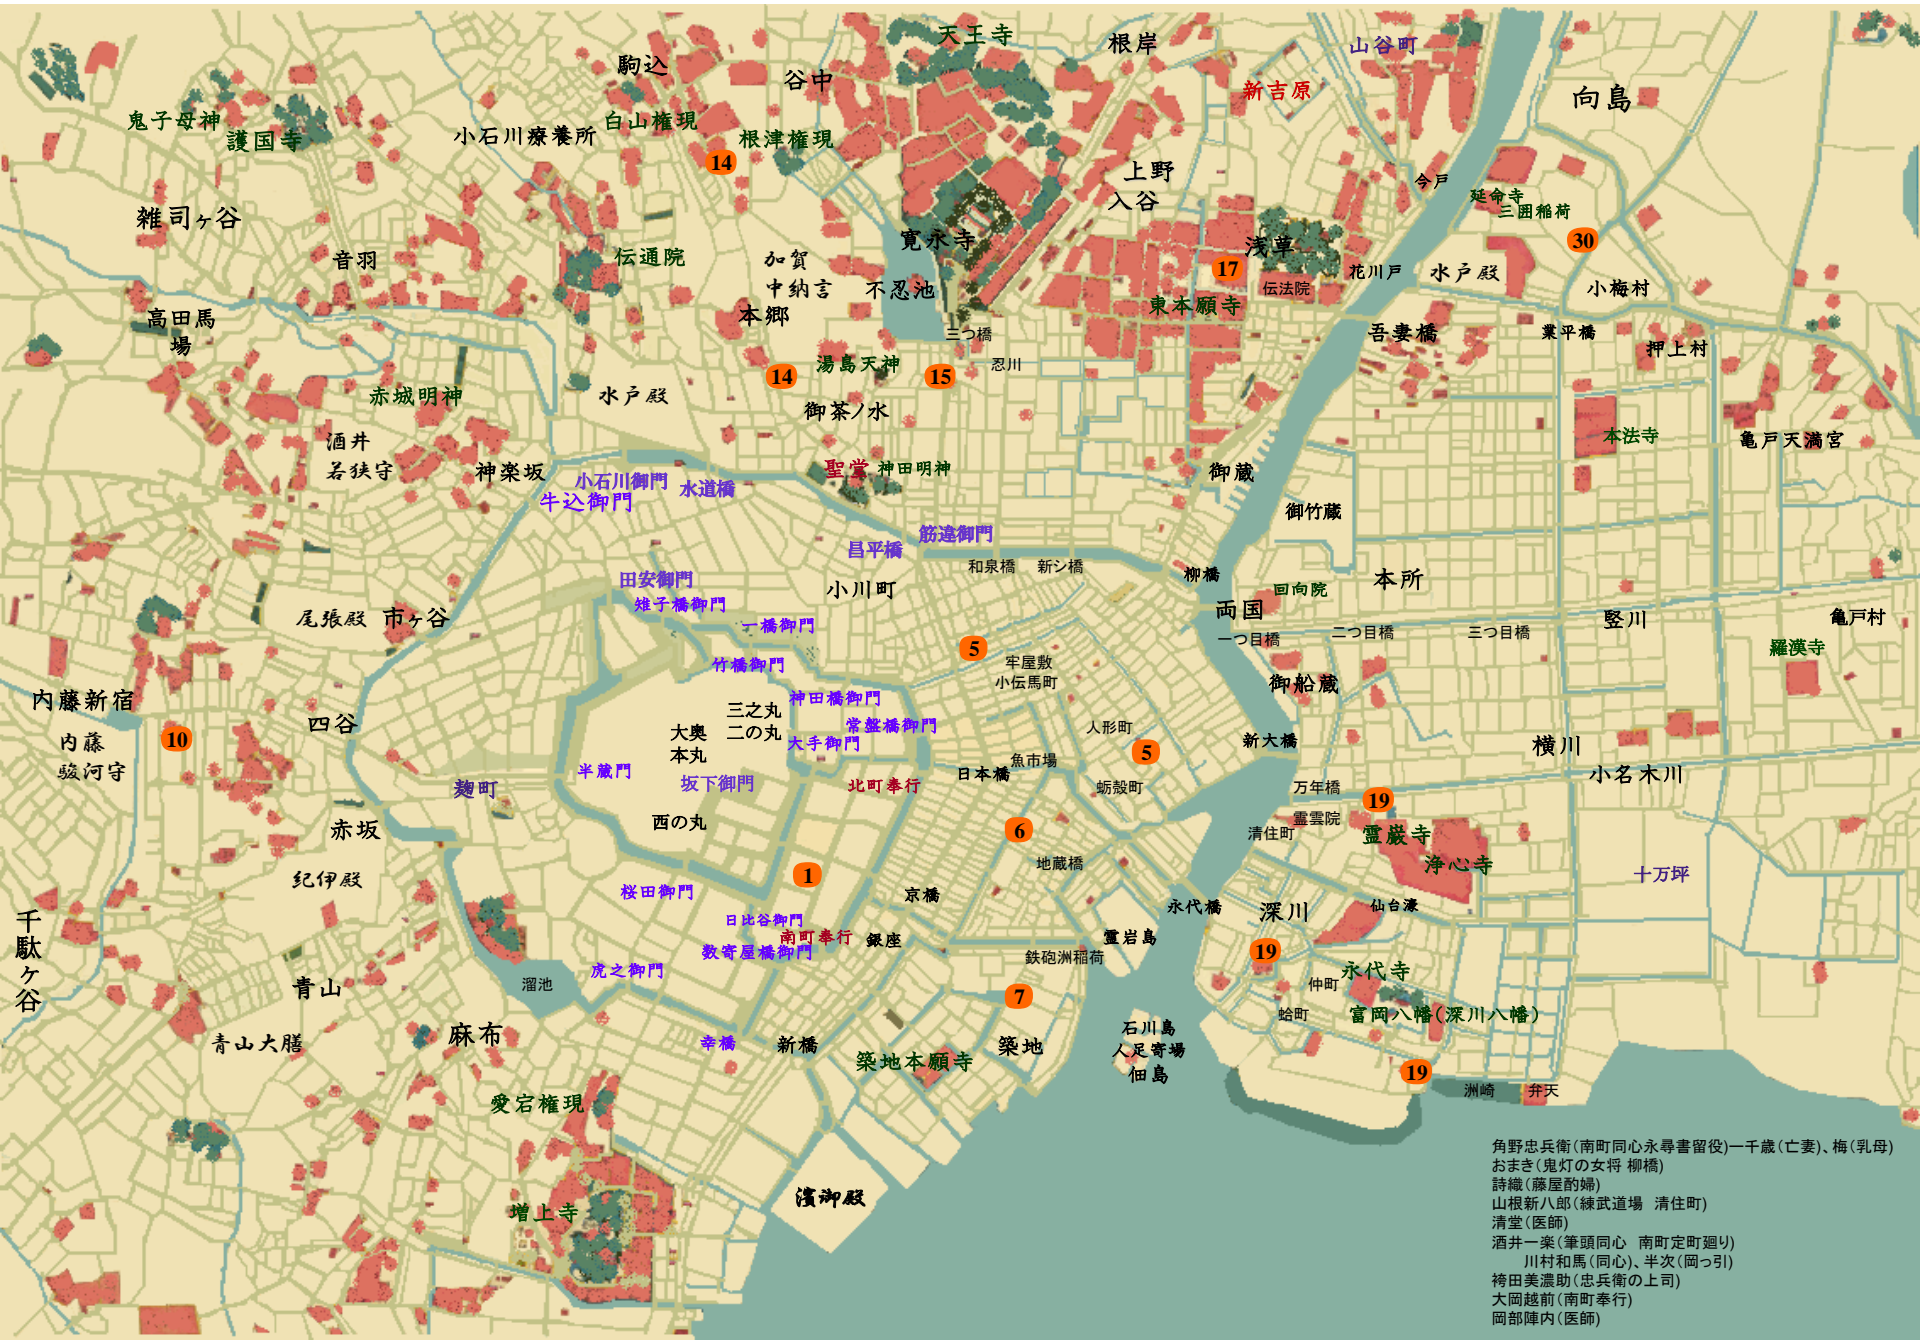 天王寺
根岸
山谷町
駒込
谷中
新吉原
向島
鬼子母神
護国寺
小石川療養所
白山権現
根津権現
14
上野
入谷
今戸
延命寺
三囲稲荷
雑司ヶ谷
音羽
伝通院
加賀
中納言
寛永寺
不忍池
浅草
17
伝法院
花川戸
水戸殿
30
小梅村
高田馬
場
本郷
三つ橋
東本願寺
吾妻橋
業平橋
押上村
赤城明神
水戸殿
14
湯島天神
15
忍川
御茶ノ水
酒井
若狭守
神楽坂
小石川御門
牛込御門
水道橋
聖堂
神田明神
御蔵
本法寺
亀戸天満宮
御竹蔵
昌平橋
筋違御門
和泉橋
新シ橋
柳橋
田安御門
雉子橋御門
小川町
一橋御門
両国
回向院
本所
尾張殿
市ヶ谷
竹橋御門
5
牢屋敷
小伝馬町
一つ目橋
二つ目橋
三つ目橋
竪川
亀戸村
羅漢寺
内藤新宿
10
内藤
駿河守
四谷
神田橋御門
三之丸
二の丸
大奥
本丸
常盤橋御門
大手御門
人形町
5
御船蔵
新大橋
横川
半蔵門
坂下御門
北町奉行
日本橋
魚市場
蛎殻町
万年橋
小名木川
麹町
西の丸
6
19
霊雲院
清住町
霊巌寺
浄心寺
赤坂
地蔵橋
十万坪
紀伊殿
1
桜田御門
京橋
永代橋
深川
仙台濠
千駄ヶ谷
日比谷御門
南町奉行
数寄屋橋御門
銀座
霊岩島
鉄砲洲稲荷
19
虎之御門
溜池
青山
7
仲町
永代寺
蛤町
富岡八幡(深川八幡)
青山大膳
麻布
幸橋
新橋
築地本願寺
築地
石川島
人足寄場
佃島
19
洲崎
弁天
愛宕権現
増上寺
濱御殿
角野忠兵衛(南町同心永尋書留役)ー千歳(亡妻)、梅(乳母)
おまき(鬼灯の女将 柳橋)
詩織(藤屋酌婦)
山根新八郎(練武道場　清住町)
清堂(医師)
酒井一楽(筆頭同心　南町定町廻り)
川村和馬(同心)、半次(岡っ引)
袴田美濃助(忠兵衛の上司)
大岡越前(南町奉行)
岡部陣内(医師)